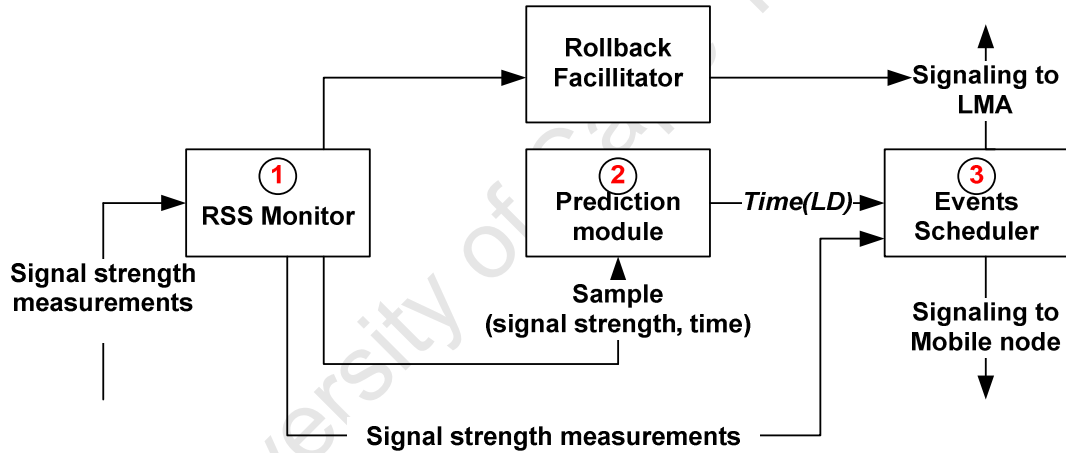 Rollback
Facillitator
Signaling to
LMA
1
RSS Monitor
2
Prediction
module
Time(LD)
3
Events
Scheduler
Signal strength
measurements
Sample
(signal strength, time)
Signaling to
Mobile node
Signal strength measurements